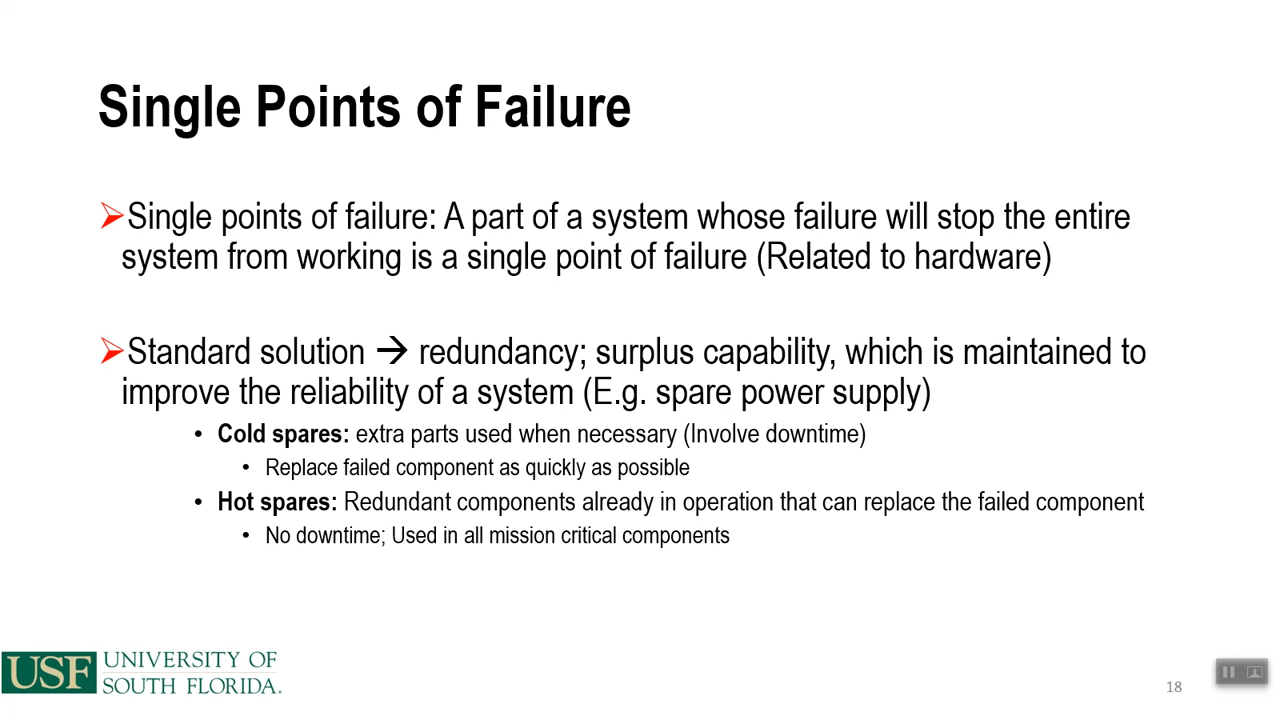 Single Points of Failure
Single points of failure: A part of a system whose failure will stop the entire
system from working is a single point of failure (Related to hardware)
Standard solution → redundancy; surplus capability, which is maintained to
improve the reliability of a system (E.g. spare power supply)
• Cold spares: extra parts used when necessary (Involve downtime)
• Replace failed component as quickly as possible
• Hot spares: Redundant components already in operation that can replace the failed component
• No downtime; Used in all mission critical components
USF UNIVERSITY OF
SOUTH FLORIDA.
18